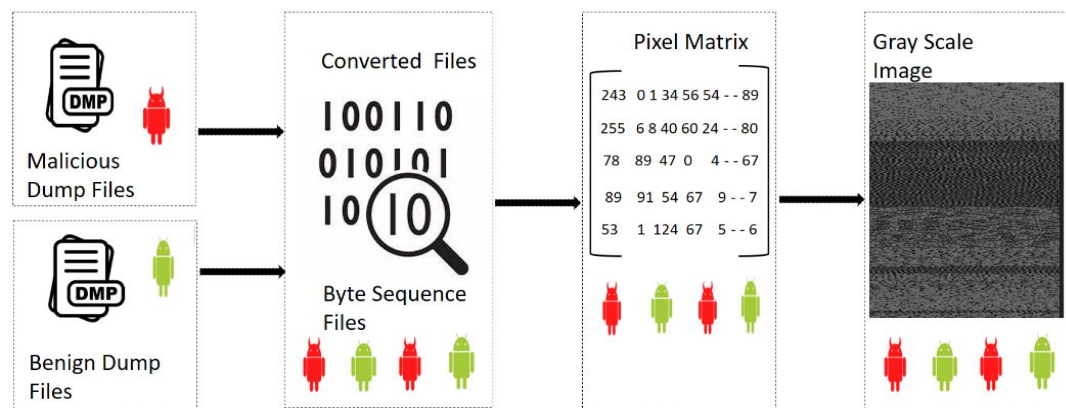 DMP
Malicious
Dump Files
DMP
Benign Dump
Files
Converted Files
100110
010101
10 10
Byte Sequence
Files
Pixel Matrix
243 0 1 34 56 54 - - 89
255 6 8 40 60 24 - - 80
78 89 47 0 4 - - 67
89 91 54 67 9 - - 7
53 1 124 67 5 - - 6
Gray Scale
Image